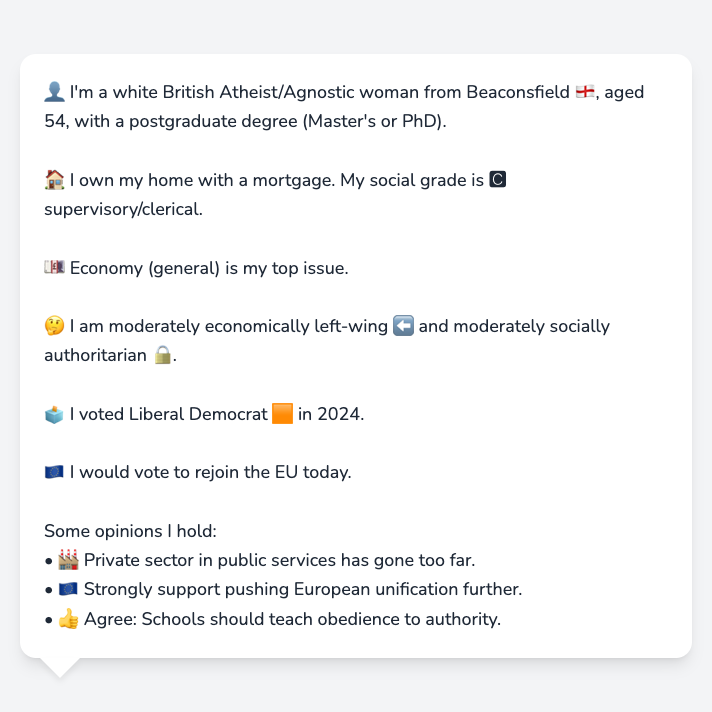 👤 I'm a white British Atheist/Agnostic woman from Beaconsfield 🏴󠁧󠁢󠁥󠁮󠁧󠁿, aged
54, with a postgraduate degree (Master's or PhD).
🏠 I own my home with a mortgage. My social grade is 🅲
supervisory/clerical.
💷 Economy (general) is my top issue.
🤔 I am moderately economically left-wing ⬅️ and moderately socially
authoritarian 🔒.
🗳️ I voted Liberal Democrat 🟧 in 2024.
🇪🇺 I would vote to rejoin the EU today.
Some opinions I hold:
• 🏭 Private sector in public services has gone too far.
• 🇪🇺 Strongly support pushing European unification further.
• 👍 Agree: Schools should teach obedience to authority.